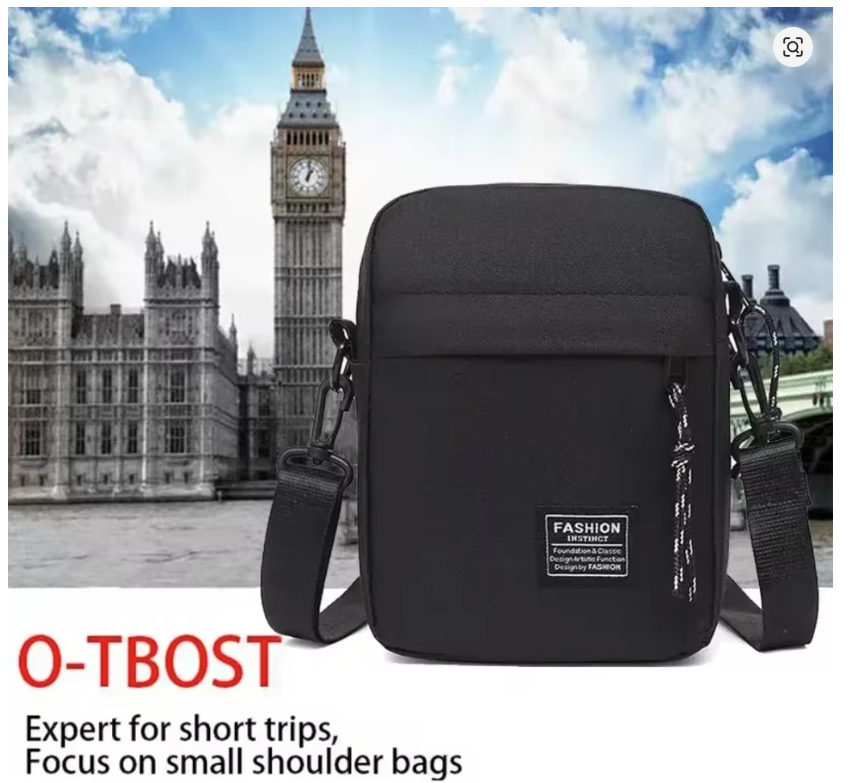 FASHION
INSTINCT
Foundation & Classic
Design Artistic Function
Design by FASHION
O-TBOST
Expert for short trips,
Focus on small shoulder bags